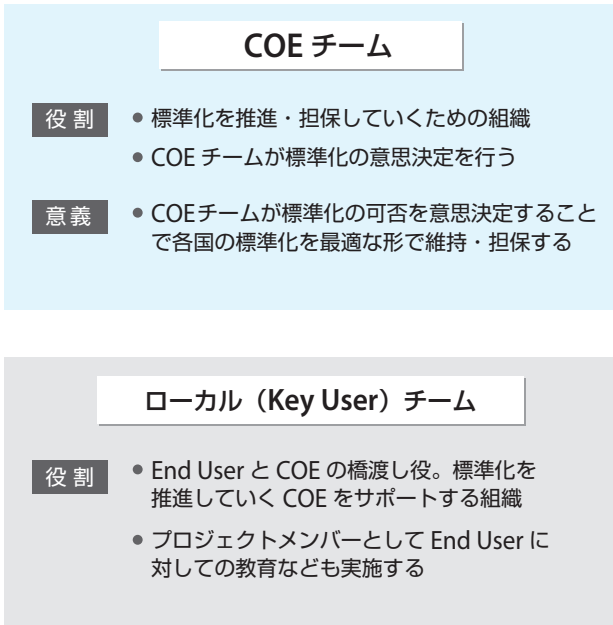 COE チーム
役 割
● 標準化を推進・担保していくための組織
● COE チームが標準化の意思決定を行う
意 義
● COEチームが標準化の可否を意思決定すること
で各国の標準化を最適な形で維持・担保する
ローカル（Key User）チーム
役 割
● End User と COE の橋渡し役。標準化を
推進していく COE をサポートする組織
● プロジェクトメンバーとして End User に
対しての教育なども実施する